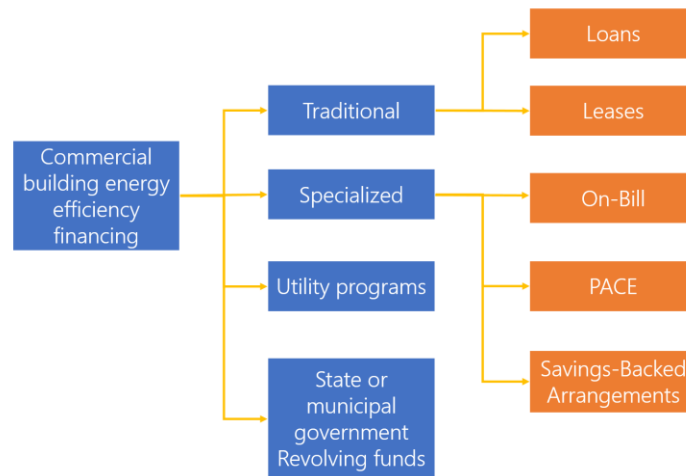 Commercial
building energy
efficiency
financing
Traditional
Specialized
Utility programs
State or
municipal
government
Revolving funds
Loans
Leases
On-Bill
PACE
Savings-Backed
Arrangements